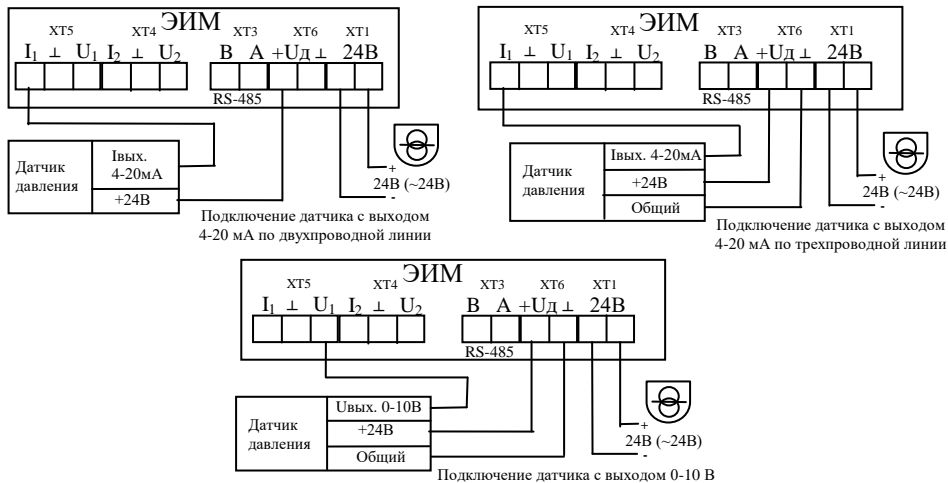 ЭИМ
XT5 XT4 XT3 XT6 XT1
I₁ ⊥ U₁ I₂ ⊥ U₂ B A +Uд ⊥ 24В
RS-485
Датчик давления
Iвых. 4-20мА
+24В
+
24В (~24В)
-
Подключение датчика с выходом
4-20 мА по двухпроводной линии
ЭИМ
XT5 XT4 XT3 XT6 XT1
I₁ ⊥ U₁ I₂ ⊥ U₂ B A +Uд ⊥ 24В
RS-485
Датчик давления
Iвых. 4-20мА
+24В
Общий
+
24В (~24В)
-
Подключение датчика с выходом
4-20 мА по трехпроводной линии
ЭИМ
XT5 XT4 XT3 XT6 XT1
I₁ ⊥ U₁ I₂ ⊥ U₂ B A +Uд ⊥ 24В
RS-485
Датчик давления
Uвых. 0-10В
+24В
Общий
+
24В (~24В)
-
Подключение датчика с выходом 0-10 В